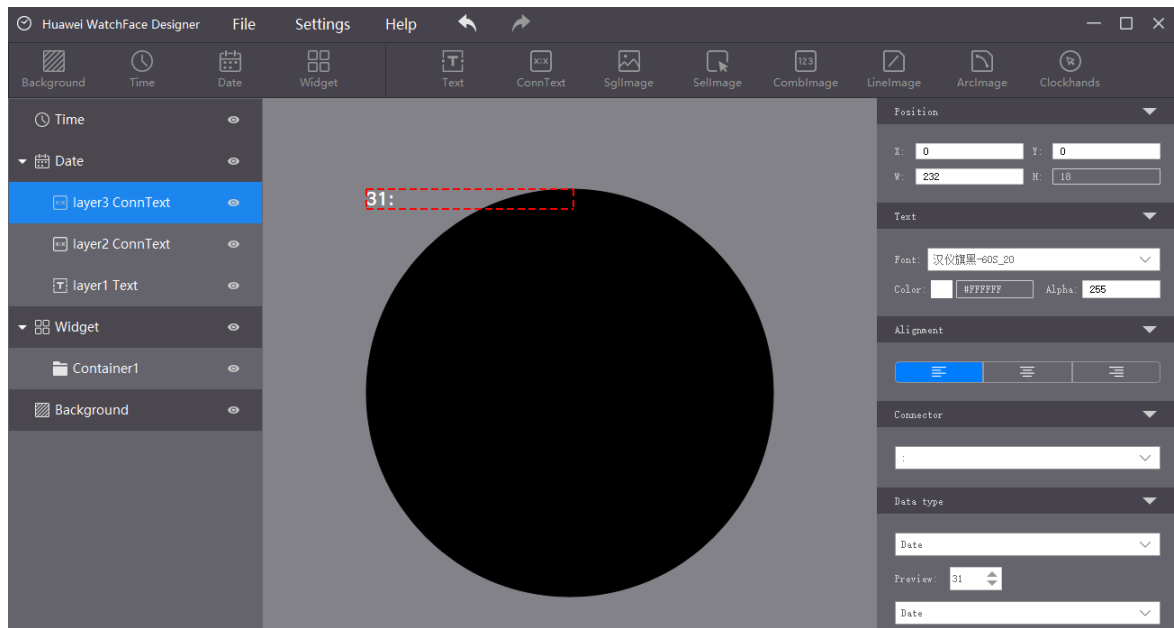 Huawei WatchFace Designer File Settings Help
Background Time Date Widget Text ConnText SglImage SelImage CombImage LineImage ArcImage Clockhands
x:x
123
Time
Date
layer3 ConnText
layer2 ConnText
layer1 Text
Widget
Container1
Background
31:
Position
X: 0 Y: 0
W: 232 H: 18
Text
Font: 汉仪旗黑-60S_20
Color: #FFFFFF Alpha: 255
Alignment
Connector
:
Data type
Date
Preview: 31
Date